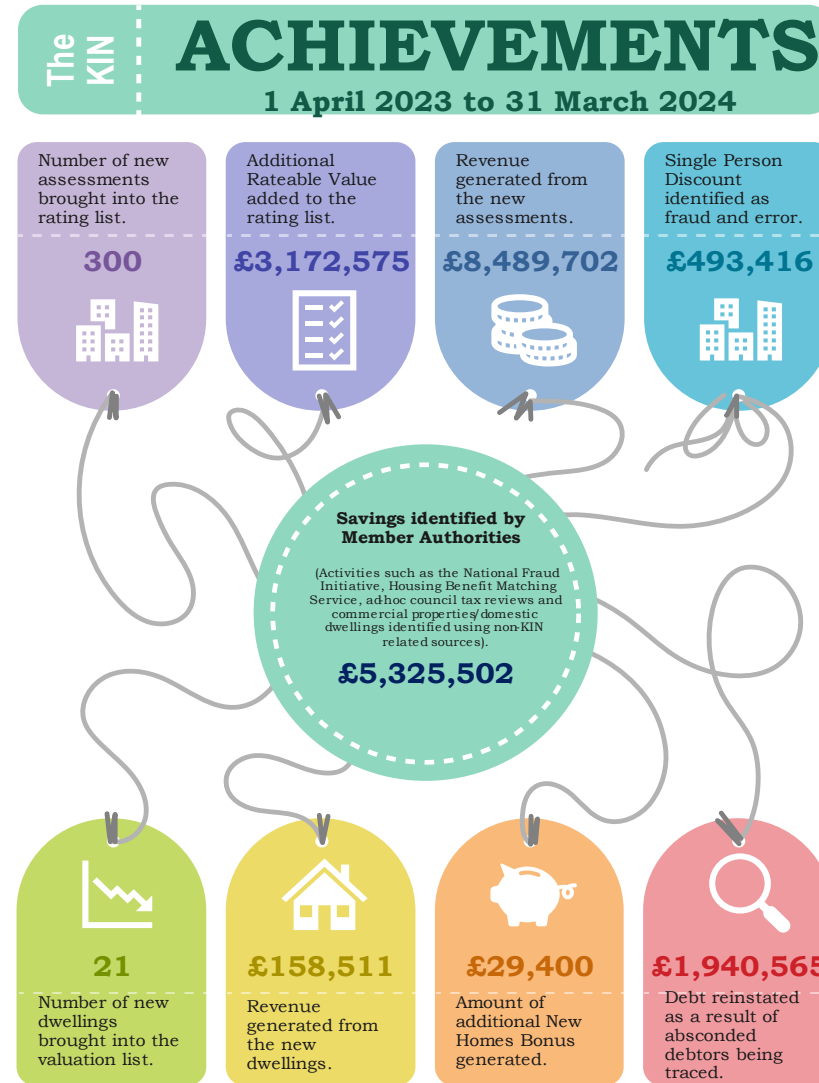 The
KIN
ACHIEVEMENTS
1 April 2023 to 31 March 2024
Number of new
assessments
brought into the
rating list.
300
Additional
Rateable Value
added to the
rating list.
£3,172,575
Revenue
generated from
the new
assessments.
£8,489,702
Single Person
Discount
identified as
fraud and error.
£493,416
Savings identified by
Member Authorities
(Activities such as the National Fraud
Initiative, Housing Benefit Matching
Service, ad-hoc council tax reviews and
commercial properties/domestic
dwellings identified using non-KIN
related sources).
£5,325,502
21
Number of new
dwellings
brought into the
valuation list.
£158,511
Revenue
generated from
the new
dwellings.
£29,400
Amount of
additional New
Homes Bonus
generated.
£1,940,565
Debt reinstated
as a result of
absconded
debtors being
traced.